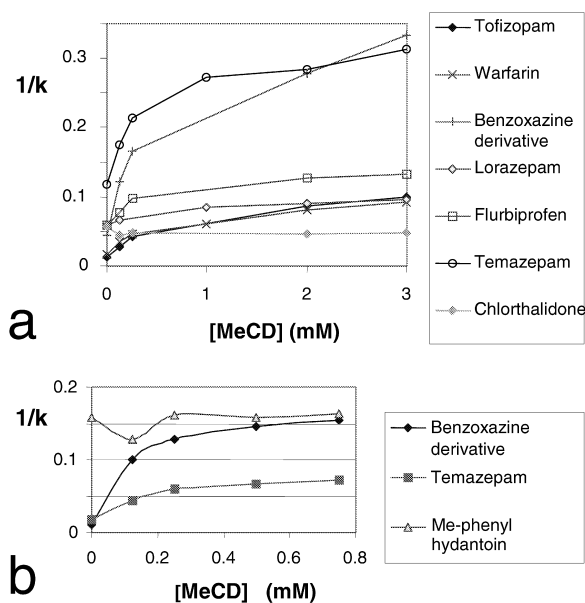 a
1/k
0.3
0.2
0.1
0
0 1 2 3
[MeCD] (mM)
Tofizopam
Warfarin
Benzoxazine
derivative
Lorazepam
Flurbiprofen
Temazepam
Chlorthalidone
b
1/k
0.2
0.1
0
0 0.2 0.4 0.6 0.8
[MeCD] (mM)
Benzoxazine
derivative
Temazepam
Me-phenyl
hydantoin